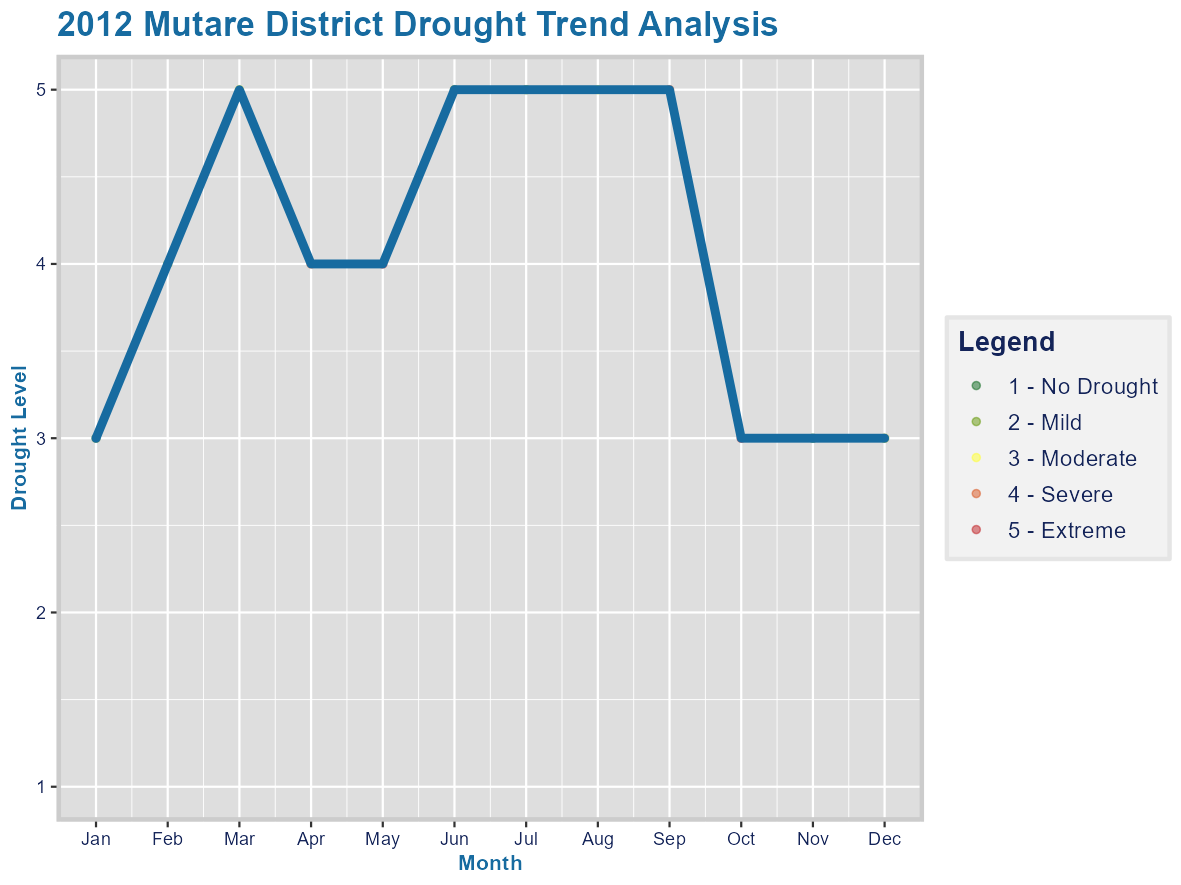 2012 Mutare District Drought Trend Analysis
5
4
3
2
1
Drought Level
Jan Feb Mar Apr May Jun Jul Aug Sep Oct Nov Dec
Month
Legend
1 - No Drought
2 - Mild
3 - Moderate
4 - Severe
5 - Extreme